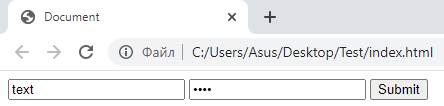 Document
Файл | C:/Users/Asus/Desktop/Test/index.html
text •••• Submit